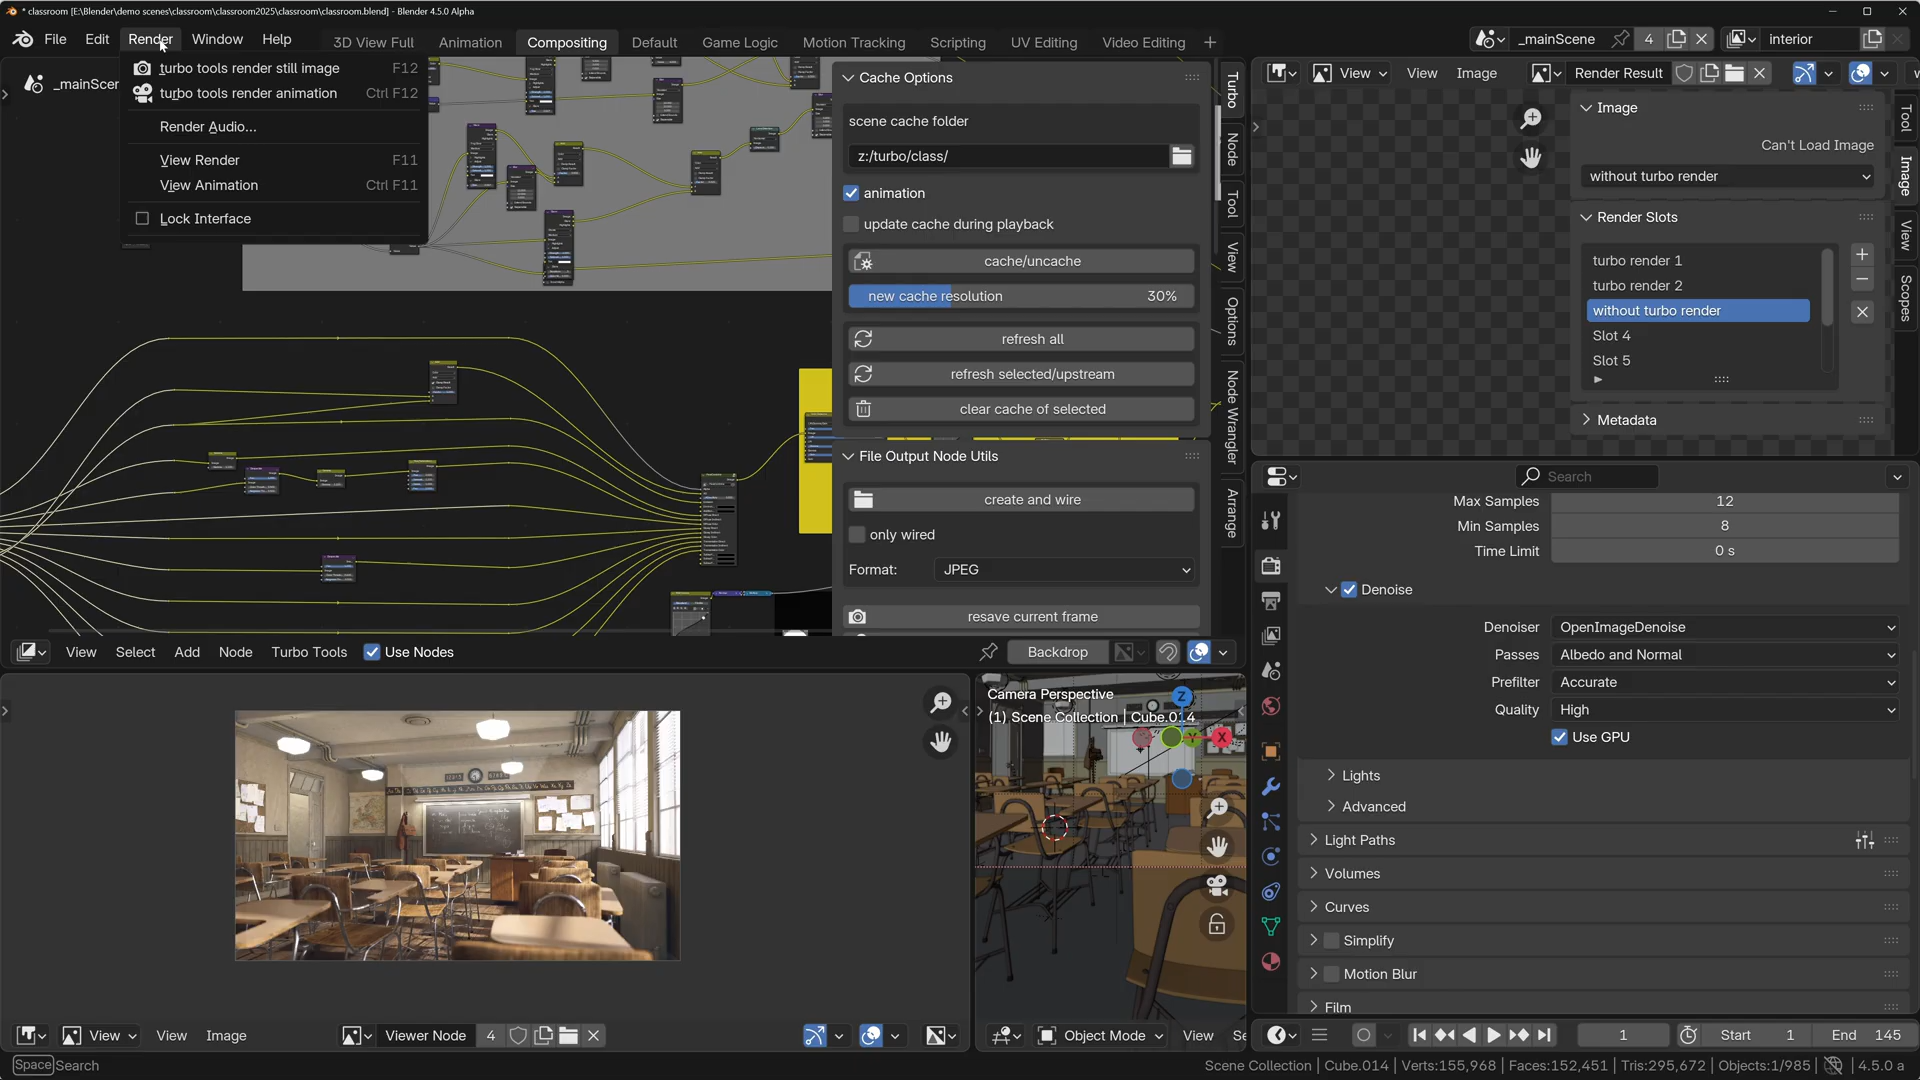 * classroom [E:\Blender\demo scenes\classroom\classroom2025\classroom\classroom.blend] - Blender 4.5.0 Alpha
File Edit Render Window Help
3D View Full Animation Compositing Default Game Logic Motion Tracking Scripting UV Editing Video Editing +
_mainScene 4
interior
_mainScen
turbo tools render still image F12
turbo tools render animation Ctrl F12
Render Audio...
View Render F11
View Animation Ctrl F11
Lock Interface
Cache Options
scene cache folder
z:/turbo/class/
animation
update cache during playback
cache/uncache
new cache resolution 30%
refresh all
refresh selected/upstream
clear cache of selected
File Output Node Utils
create and wire
only wired
Format: JPEG
resave current frame
Turbo
Node
Tool
View
Options
Node Wrangler
Arrange
View View Image Render Result
Image
Can't Load Image
without turbo render
Render Slots
turbo render 1
turbo render 2
without turbo render
Slot 4
Slot 5
Metadata
Tool
Image
View
Scopes
Search
Max Samples 12
Min Samples 8
Time Limit 0 s
Denoise
Denoiser OpenImageDenoise
Passes Albedo and Normal
Prefilter Accurate
Quality High
Use GPU
Lights
Advanced
Light Paths
Volumes
Curves
Simplify
Motion Blur
Film
View Select Add Node Turbo Tools Use Nodes
Backdrop
Camera Perspective
(1) Scene Collection | Cube.014
Z
X
View View Image Viewer Node 4
Object Mode View Se
1 Start 1 End 145
Space Search
Scene Collection | Cube.014 | Verts:155,968 | Faces:152,451 | Tris:295,672 | Objects:1/985 | 4.5.0 a